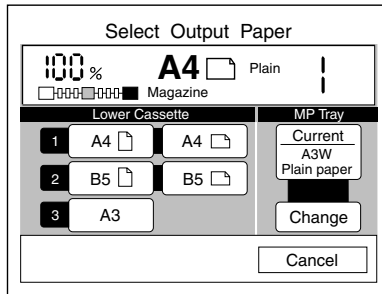 Select Output Paper
100 % A4 Plain 1
Magazine
Lower Cassette MP Tray
1 A4 A4 Current
A3W
2 B5 B5 Plain paper
3 A3 Change
Cancel